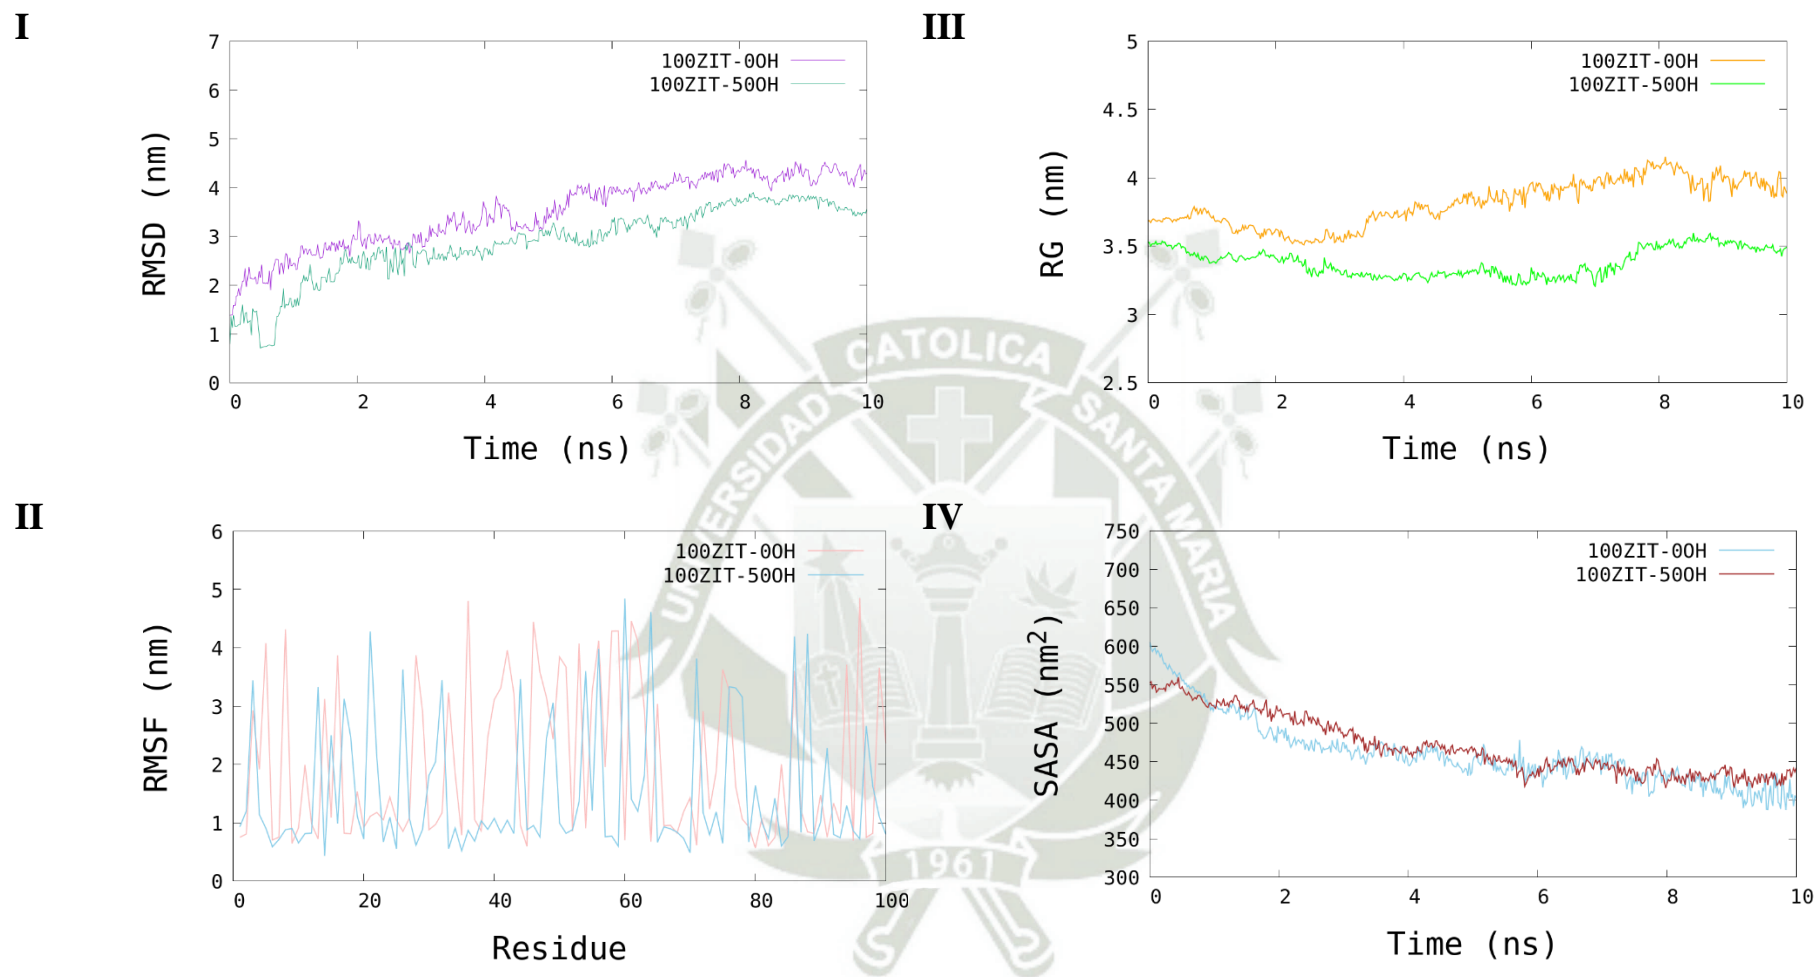 I
7
6
5
4
3
2
1
0
RMSD (nm)
100ZIT-0OH
100ZIT-50OH
0 2 4 6 8 10
Time (ns)
II
6
5
4
3
2
1
0
RMSF (nm)
100ZIT-0OH
100ZIT-50OH
0 20 40 60 80 100
Residue
III
5
4.5
4
3.5
3
2.5
RG (nm)
100ZIT-0OH
100ZIT-50OH
0 2 4 6 8 10
Time (ns)
IV
750
700
650
600
550
500
450
400
350
300
SASA (nm²)
100ZIT-0OH
100ZIT-50OH
0 2 4 6 8 10
Time (ns)
UNIVERSIDAD CATOLICA SANTA MARIA
1961